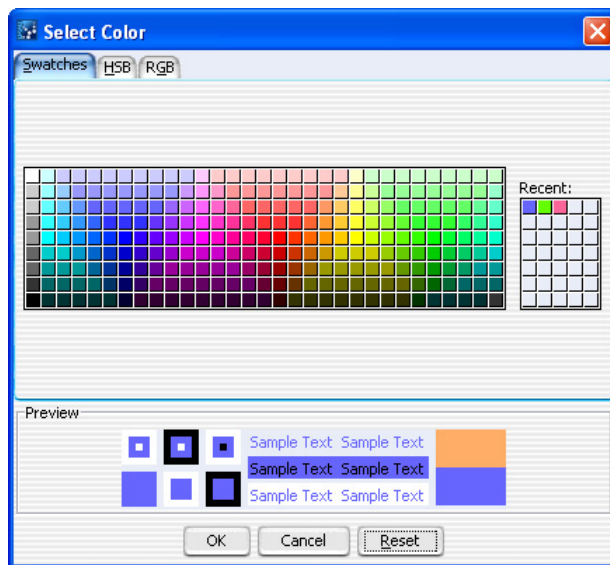 Select Color
Swatches HSB RGB
Recent:
Preview
Sample Text Sample Text
Sample Text Sample Text
Sample Text Sample Text
OK Cancel Reset